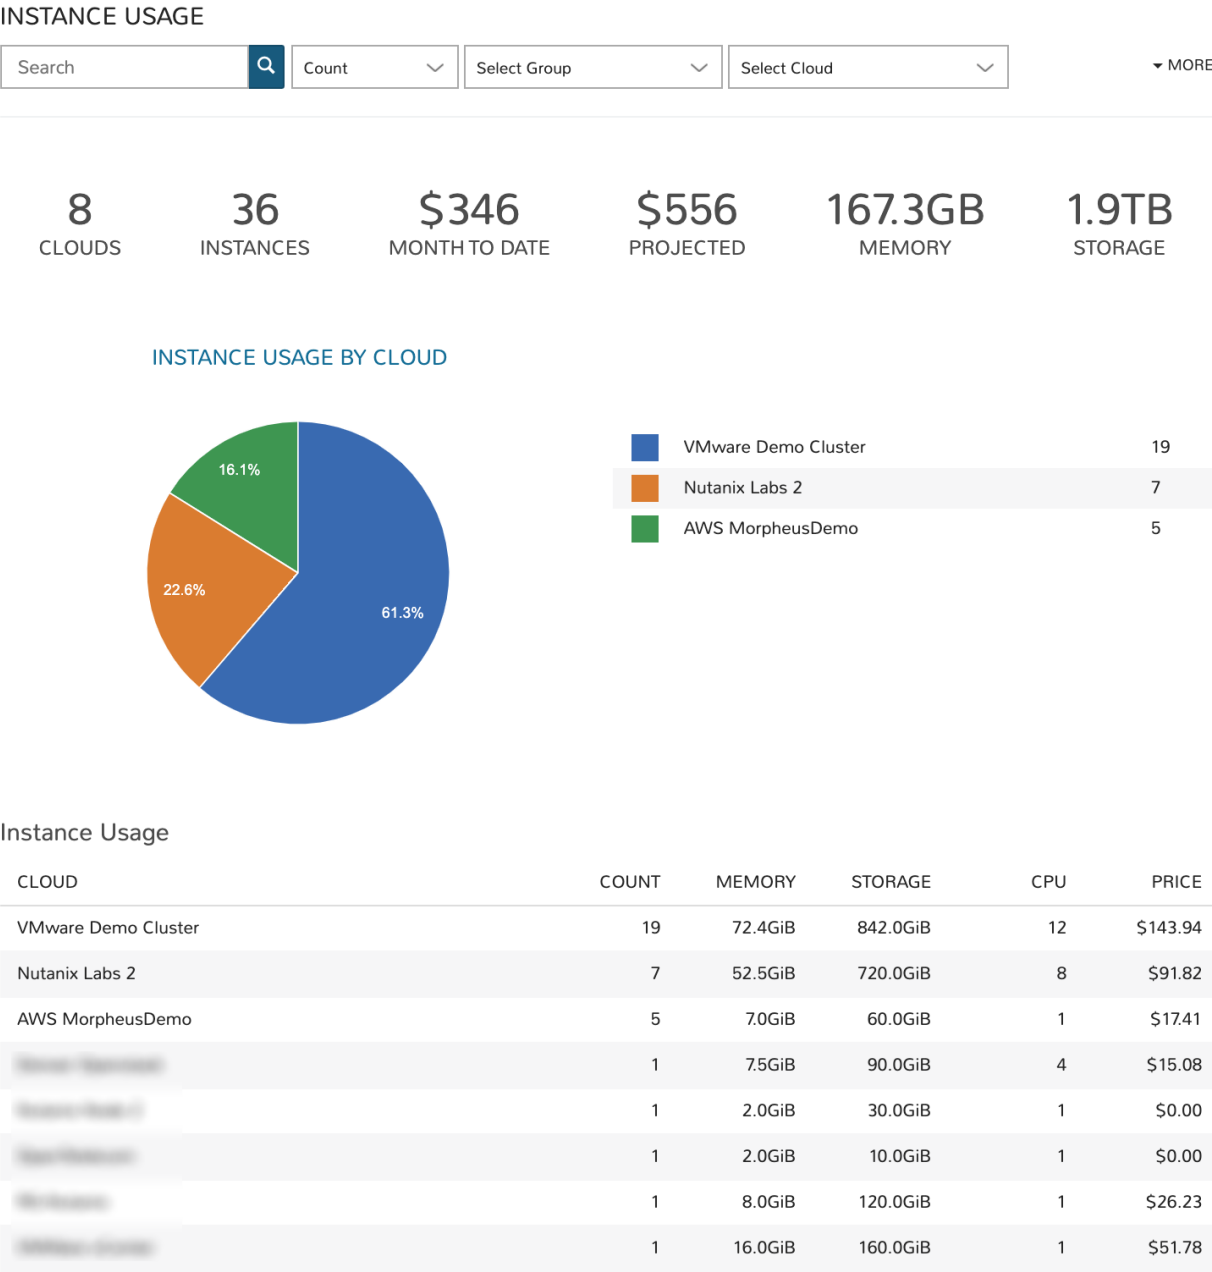 INSTANCE USAGE
Search Count Select Group Select Cloud MORE
8 36 $346 $556 167.3GB 1.9TB
CLOUDS INSTANCES MONTH TO DATE PROJECTED MEMORY STORAGE
INSTANCE USAGE BY CLOUD
16.1%
22.6%
61.3%
VMware Demo Cluster 19
Nutanix Labs 2 7
AWS MorpheusDemo 5
Instance Usage
CLOUD COUNT MEMORY STORAGE CPU PRICE
VMware Demo Cluster 19 72.4GiB 842.0GiB 12 $143.94
Nutanix Labs 2 7 52.5GiB 720.0GiB 8 $91.82
AWS MorpheusDemo 5 7.0GiB 60.0GiB 1 $17.41
1 7.5GiB 90.0GiB 4 $15.08
1 2.0GiB 30.0GiB 1 $0.00
1 2.0GiB 10.0GiB 1 $0.00
1 8.0GiB 120.0GiB 1 $26.23
1 16.0GiB 160.0GiB 1 $51.78